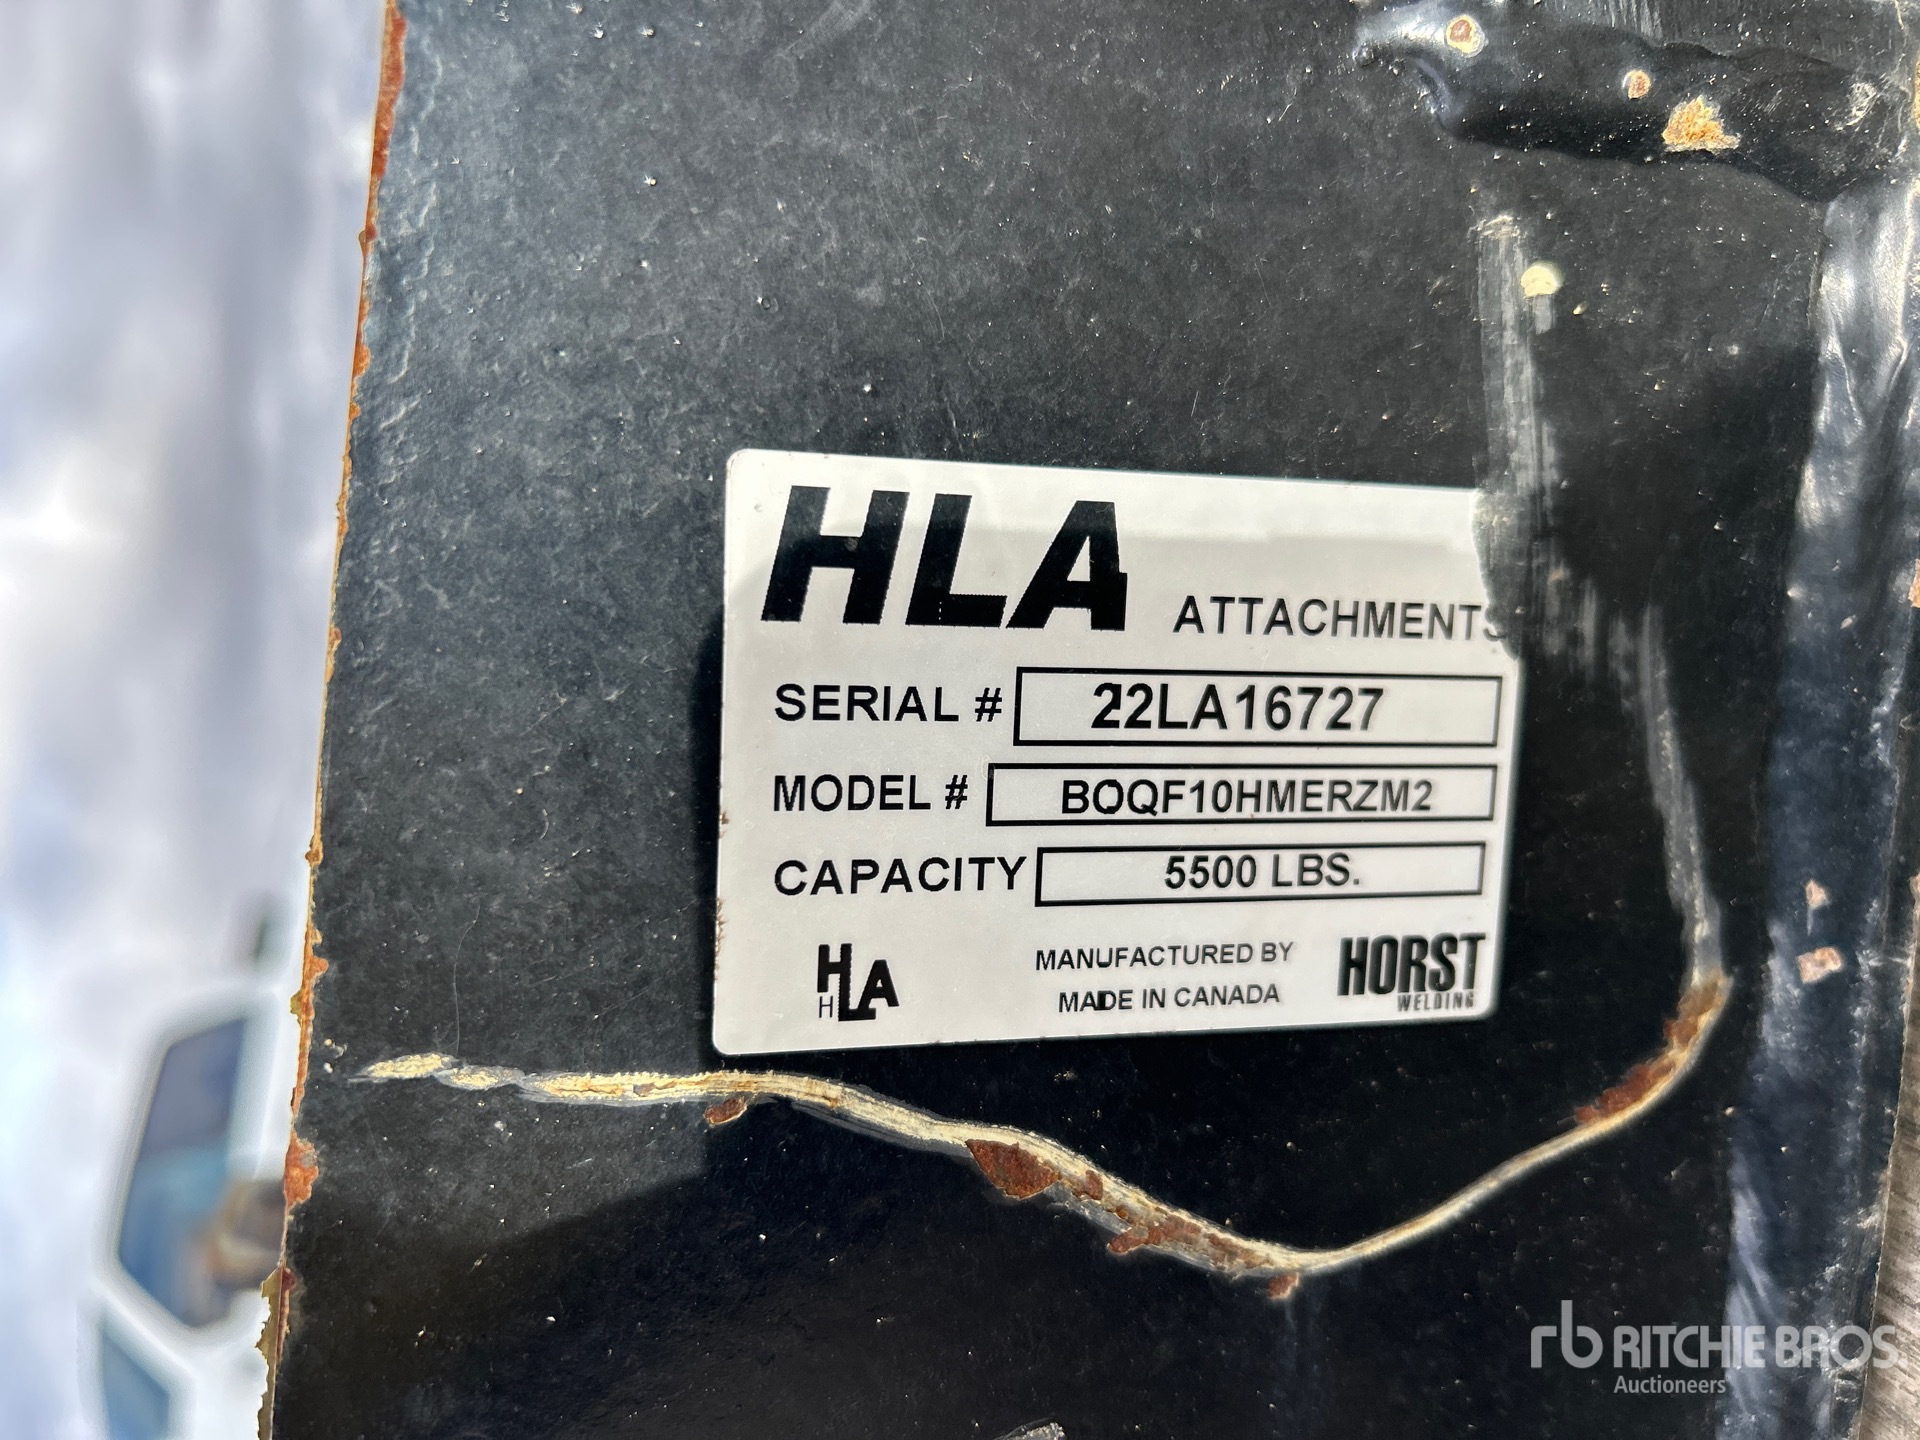 HLA ATTACHMENTS
SERIAL # 22LA16727
MODEL # BOQF10HMERZM2
CAPACITY 5500 LBS.
HLA
H
MANUFACTURED BY
MADE IN CANADA
HORST
WELDING
rb RITCHIE BROS.
Auctioneers